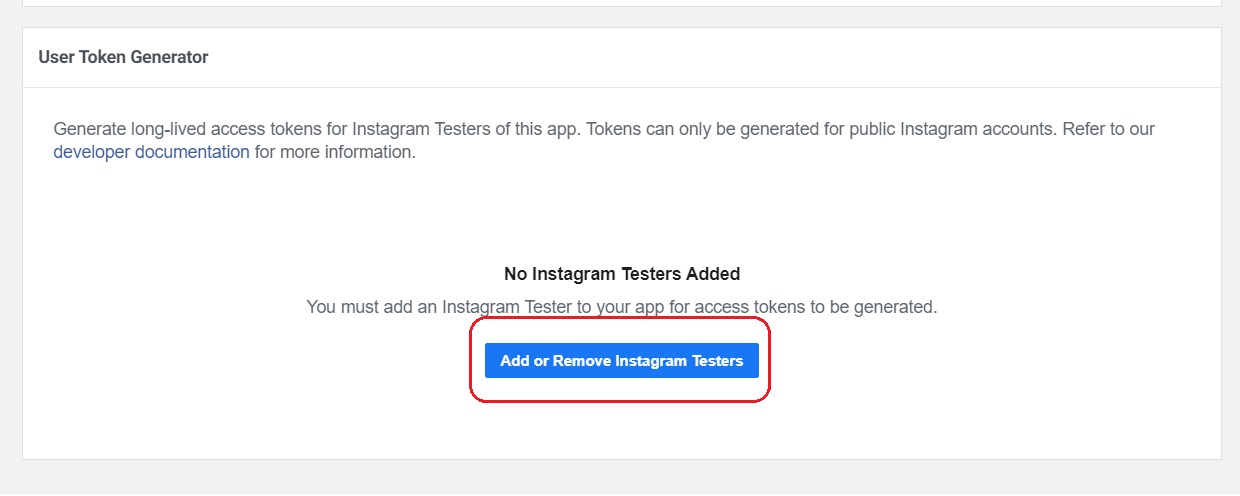 User Token Generator
Generate long-lived access tokens for Instagram Testers of this app. Tokens can only be generated for public Instagram accounts. Refer to our
developer documentation for more information.
No Instagram Testers Added
You must add an Instagram Tester to your app for access tokens to be generated.
Add or Remove Instagram Testers